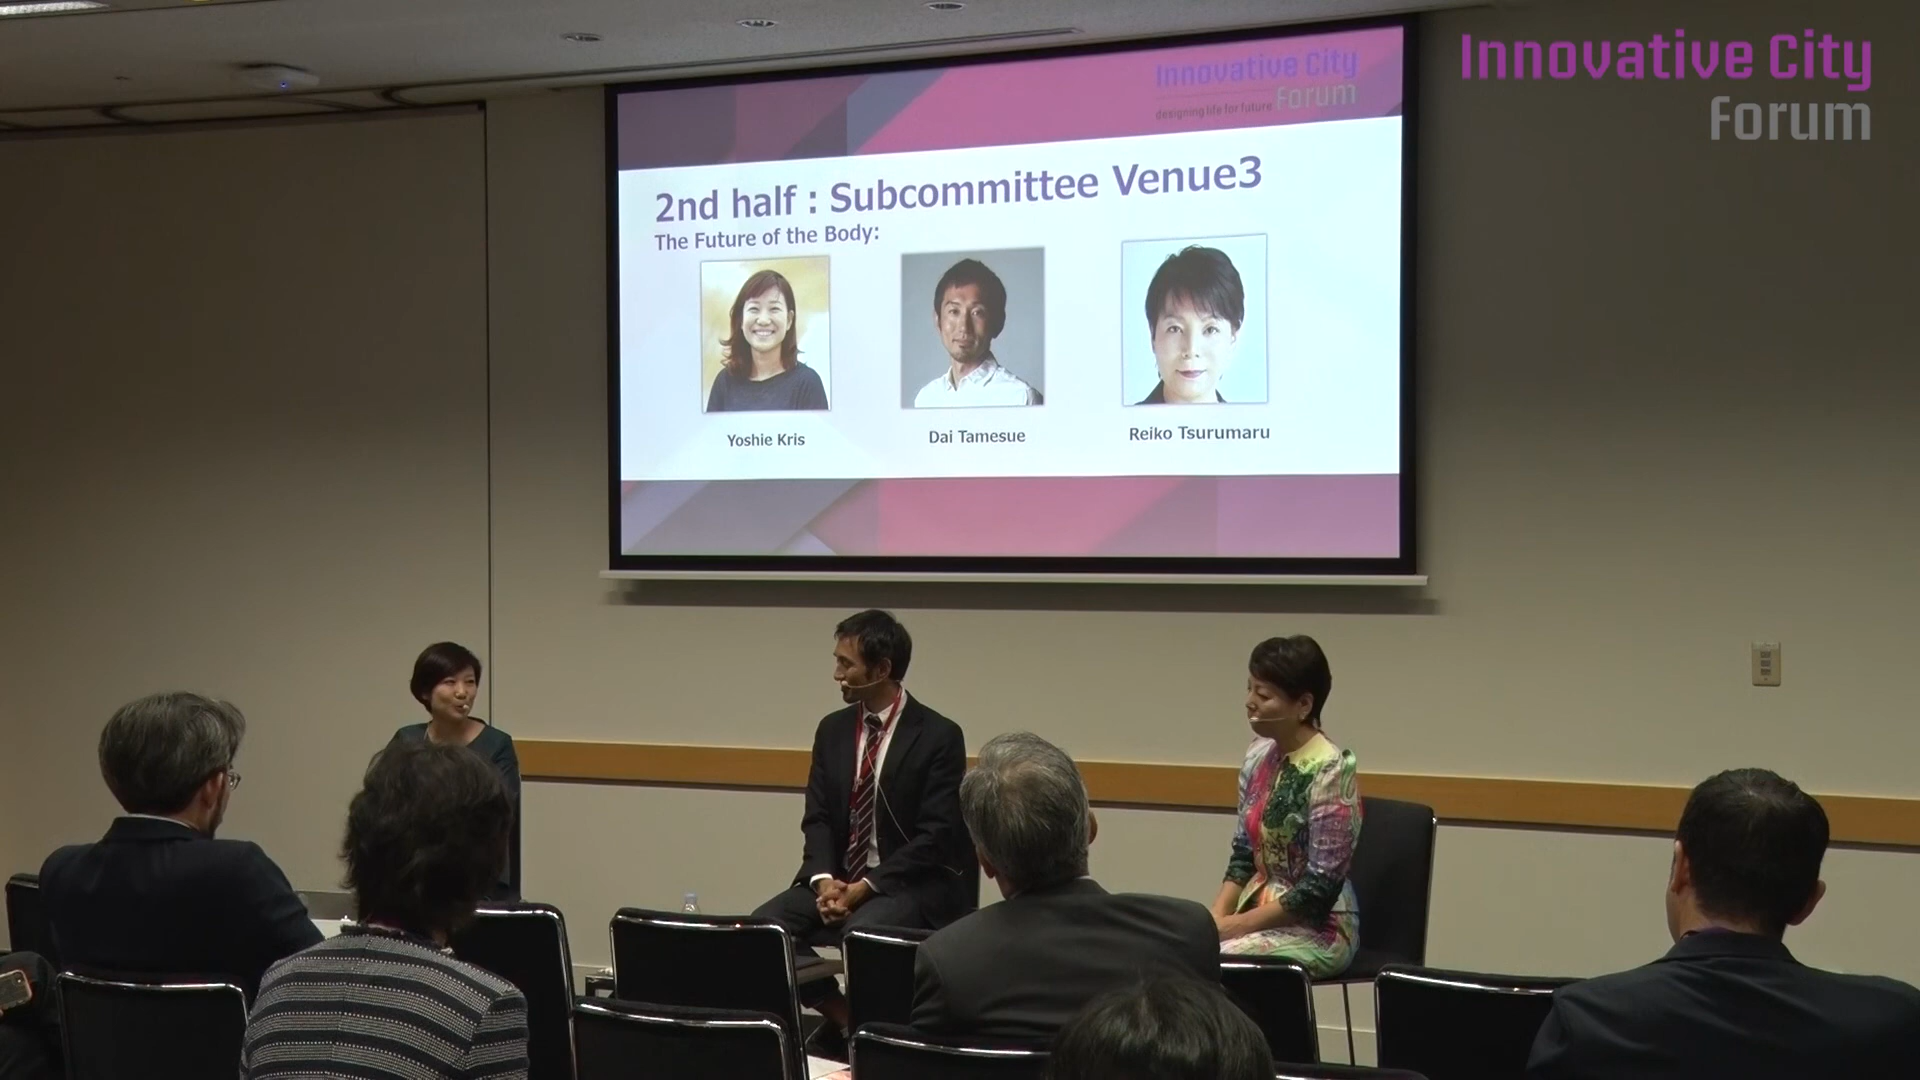 Innovative City
Forum
Innovative City
designing life for future Forum
2nd half : Subcommittee Venue3
The Future of the Body:
Yoshie Kris
Dai Tamesue
Reiko Tsurumaru